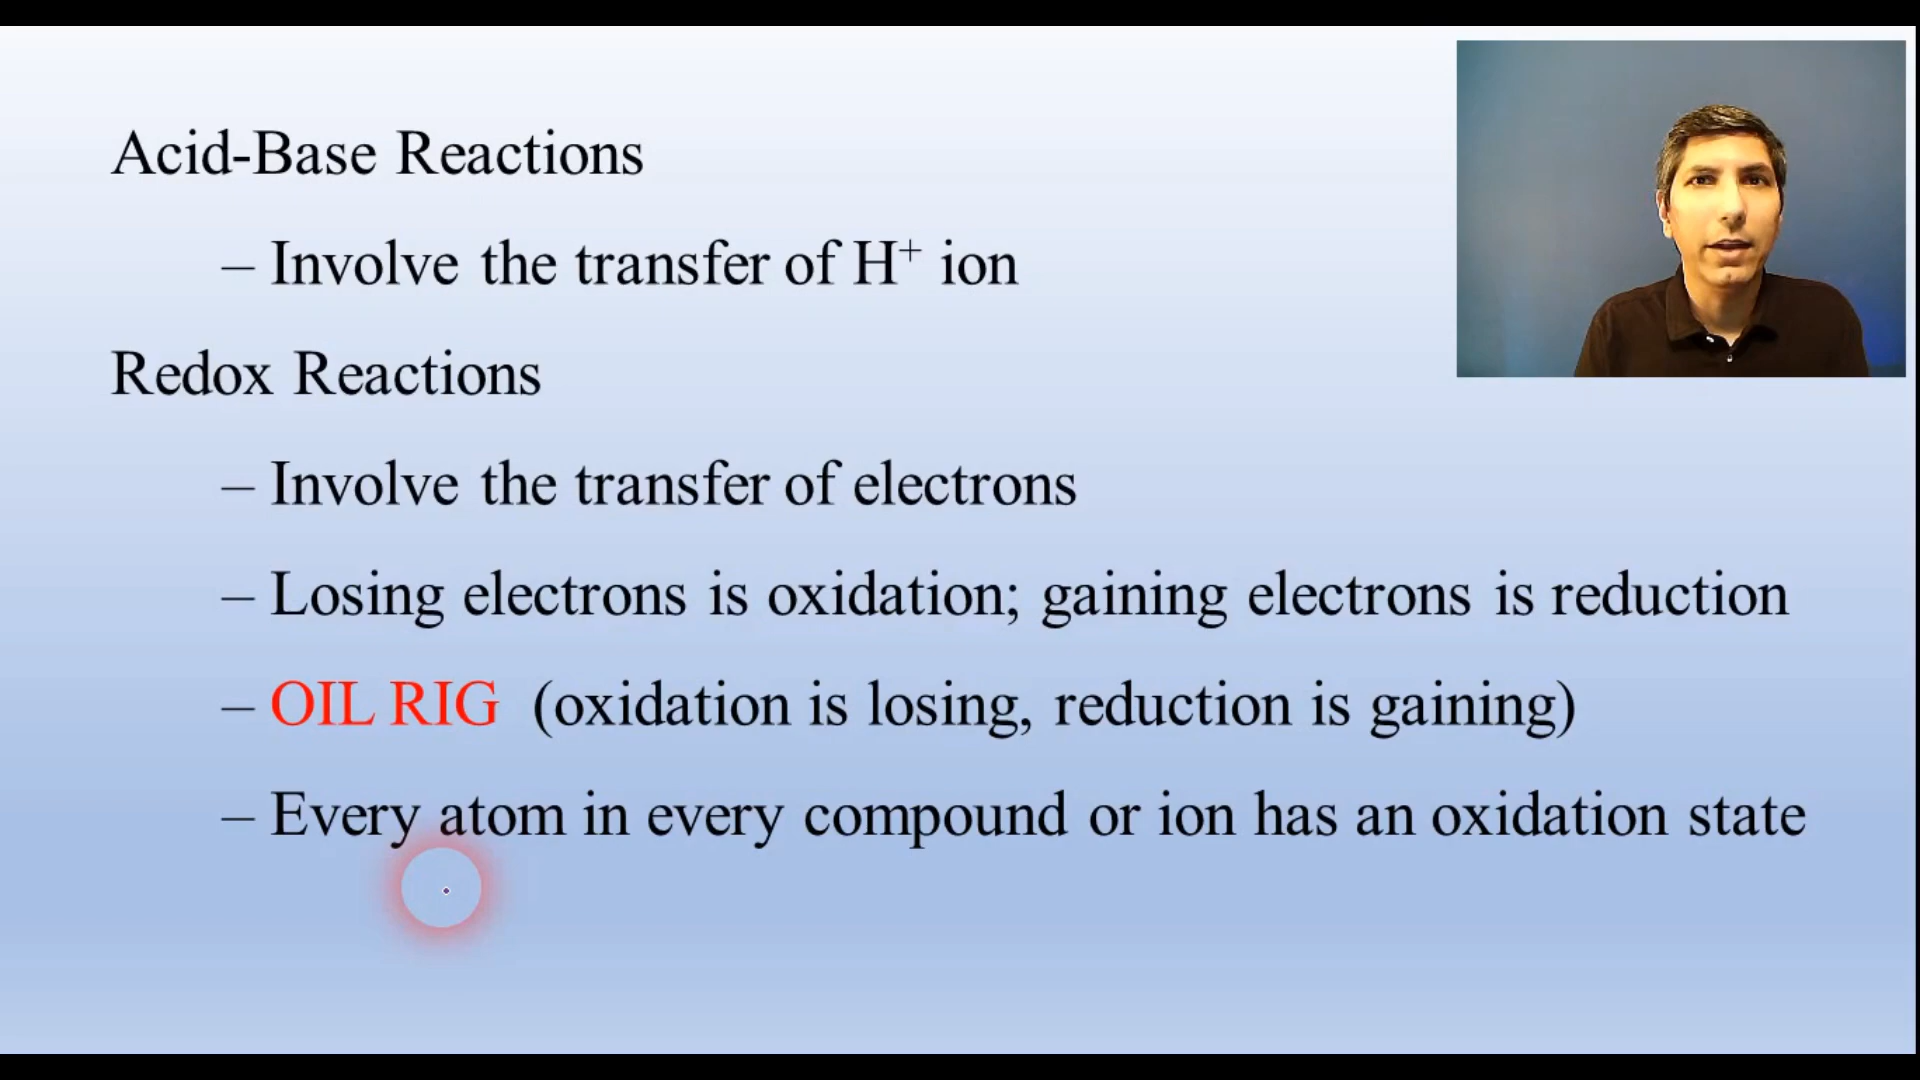 Acid-Base Reactions
– Involve the transfer of H⁺ ion
Redox Reactions
– Involve the transfer of electrons
– Losing electrons is oxidation; gaining electrons is reduction
– OIL RIG (oxidation is losing, reduction is gaining)
– Every atom in every compound or ion has an oxidation state